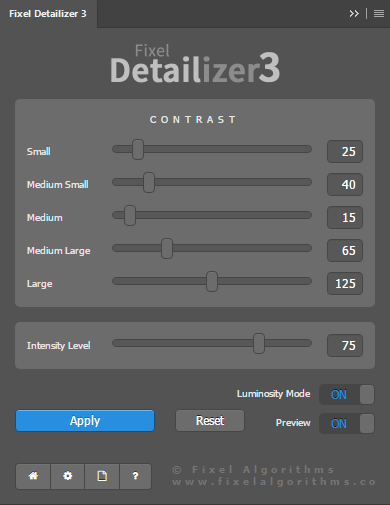 Fixel Detailizer 3
Fixel
Detailizer3
CONTRAST
Small 25
Medium Small 40
Medium 15
Medium Large 65
Large 125
Intensity Level 75
Luminosity Mode ON
Apply Reset Preview ON
?
© Fixel Algorithms
www.fixelalgorithms.co